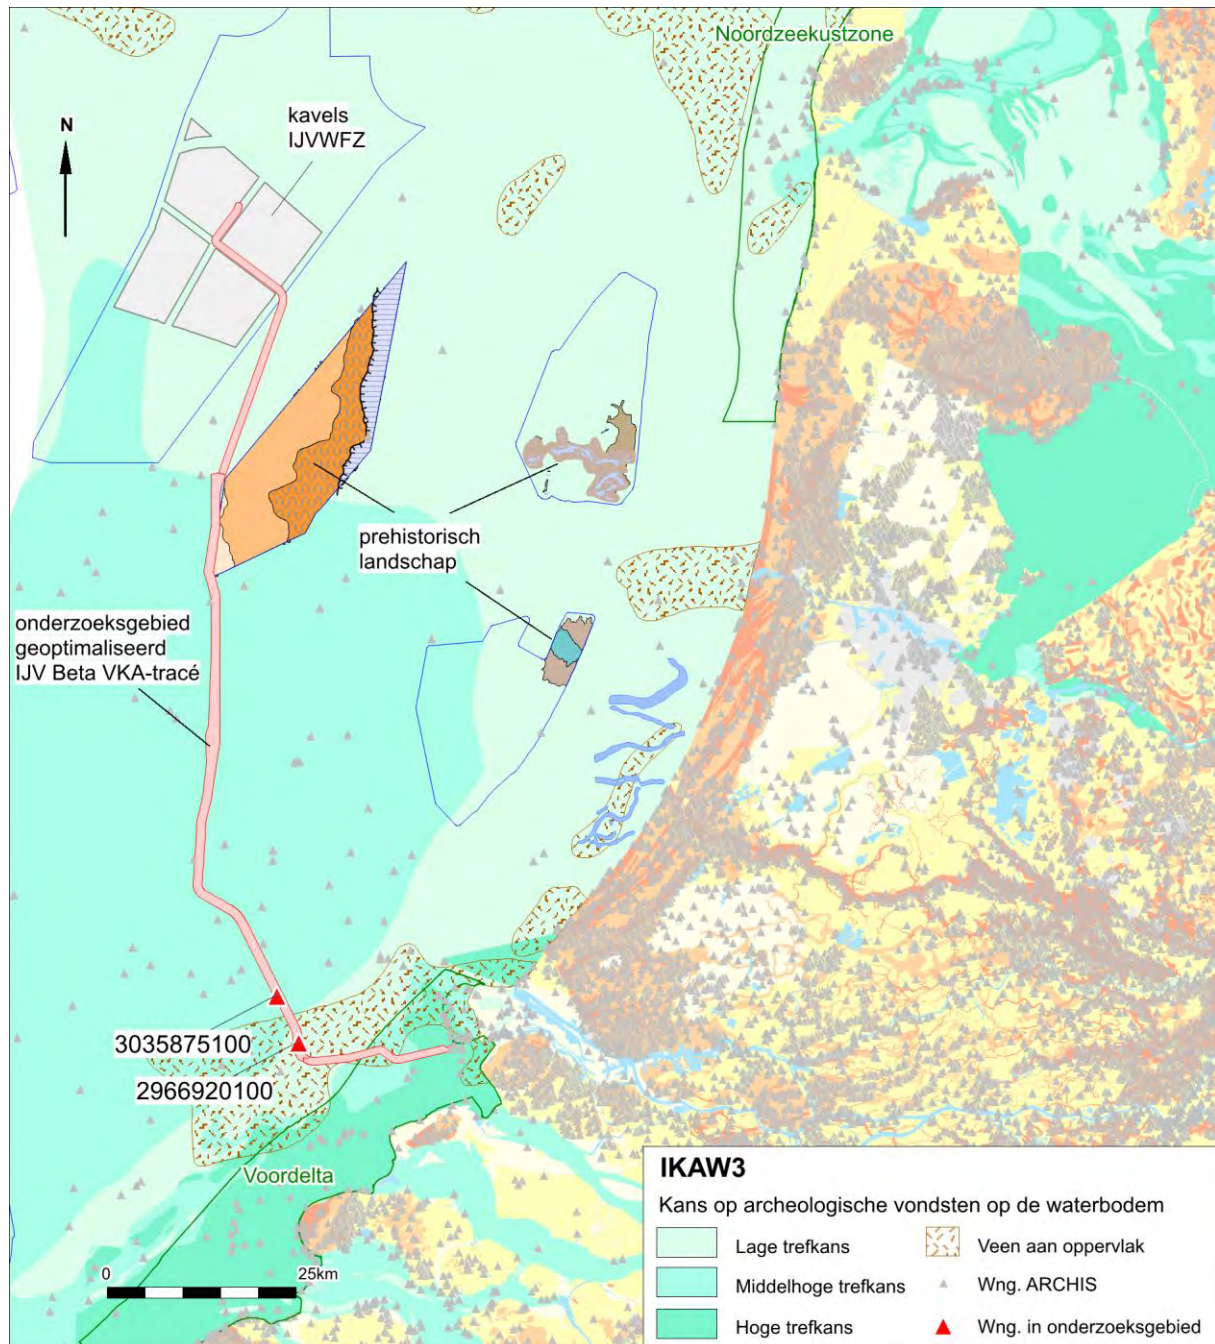 Noordzeekustzone
kavels
IJVWFZ
N
prehistorisch
landschap
onderzoeksgebied
geoptimaliseerd
IJV Beta VKA-tracé
3035875100
2966920100
Voordelta
0 25km
IKAW3
Kans op archeologische vondsten op de waterbodem
Lage trefkans
Veen aan oppervlak
Middelhoge trefkans
Wng. ARCHIS
Hoge trefkans
Wng. in onderzoeksgebied